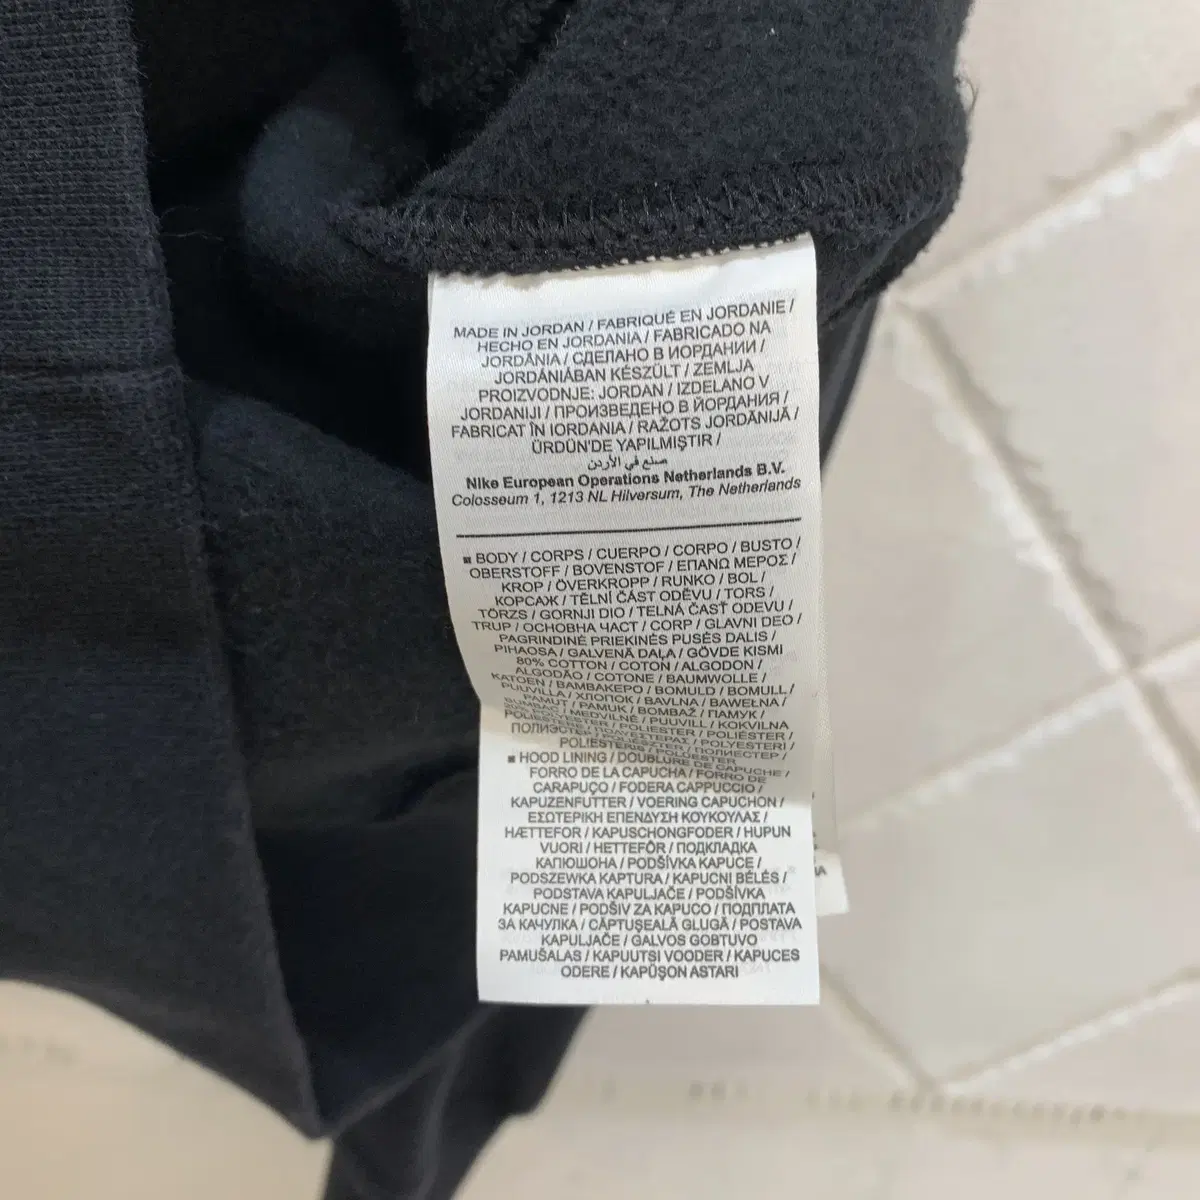 MADE IN JORDAN / FABRIQUÉ EN JORDANIE /
HECHO EN JORDANIA / FABRICADO NA
JORDÂNIA / СДЕЛАНО В ИОРДАНИИ /
JORDÁNIÁBAN KÉSZÜLT / ZEMLJA
PROIZVODNJE: JORDAN / IZDELANO V
JORDANIJI / ПРОИЗВЕДЕНО В ЙОРДАНИЯ /
FABRICAT ÎN IORDANIA / RAŽOTS JORDĀNIJĀ /
ÜRDÜN'DE YAPILMIŞTIR /
صنع في الأردن
Nike European Operations Netherlands B.V.
Colosseum 1, 1213 NL Hilversum, The Netherlands
■ BODY / CORPS / CUERPO / CORPO / BUSTO /
OBERSTOFF / BOVENSTOF / ΕΠΑΝΩ ΜΕΡΟΣ /
KROP / ÖVERKROPP / RUNKO / BOL /
КОРСАЖ / TĚLNÍ ČÁST ODĚVU / TORS /
TÖRZS / GORNJI DIO / TELNÁ ČASŤ ODEVU /
TRUP / ОСНОВНА ЧАСТ / CORP / GLAVNI DEO /
PAGRINDINĖ PRIEKINĖS PUSĖS DALIS /
PIHAOSA / GALVENĀ DAĻA / GÖVDE KISMI
80% COTTON / COTON / ALGODON /
ALGODÃO / COTONE / BAUMWOLLE /
KATOEN / ΒΑΜΒΑΚΕΡΟ / BOMULD / BOMULL /
PUUVILLA / ХЛОПОК / BAVLNA / BAWEŁNA /
PAMUT / PAMUK / BOMBAŽ / ПАМУК /
BUMBAC / MEDVILNĖ / PUUVILL / KOKVILNA
POLIESTER / POLIÉSTER /
POLYESTERI /
ПОЛИЭСТЕР / ПОЛИЕСТЕР /
POLIESTERIS / POLÜESTER
■ HOOD LINING / DOUBLURE DE CAPUCHE /
FORRO DE LA CAPUCHA / FORRO DE
CARAPUÇO / FODERA CAPPUCCIO /
KAPUZENFUTTER / VOERING CAPUCHON /
ΕΣΩΤΕΡΙΚΗ ΕΠΕΝΔΥΣΗ ΚΟΥΚΟΥΛΑΣ /
HÆTTEFOR / KAPUSCHONGFODER / HUPUN
VUORI / HETTEFÔR / ПОДКЛАДКА
КАПЮШОНА / PODŠÍVKA KAPUCE /
PODSZEWKA KAPTURA / KAPUCNI BÉLÉS /
PODSTAVA KAPULJAČE / PODŠÍVKA
KAPUCNE / PODŠIV ZA KAPUCO / ПОДПЛАТА
ЗА КАЧУЛКА / CĂPTUŞEALĂ GLUGĂ / POSTAVA
KAPULJAČE / GALVOS GOBTUVO
PAMUŠALAS / KAPUUTSI VOODER / KAPUCES
ODERE / KAPÜŞON ASTARI